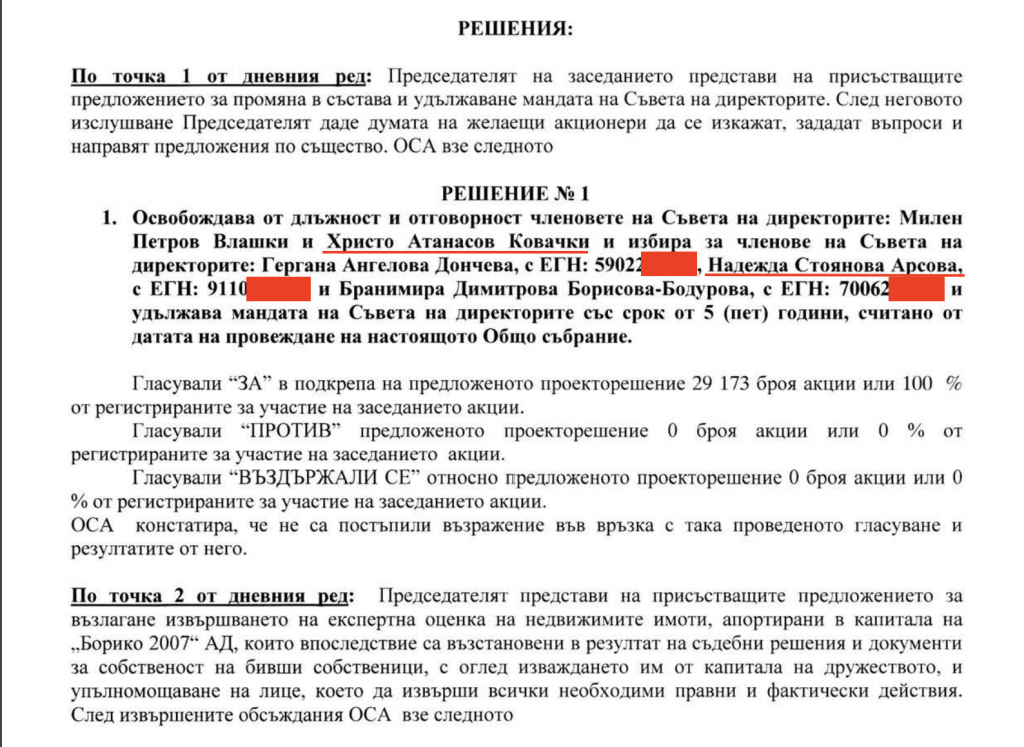 РЕШЕНИЯ:
По точка 1 от дневния ред: Председателят на заседанието представи на присъстващите
предложението за промяна в състава и удължаване мандата на Съвета на директорите. След неговото
изслушване Председателят даде думата на желаещи акционери да се изкажат, зададат въпроси и
направят предложения по същество. ОСА взе следното
РЕШЕНИЕ № 1
1. Освобождава от длъжност и отговорност членовете на Съвета на директорите: Милен
Петров Влашки и Христо Атанасов Ковачки и избира за членове на Съвета на
директорите: Гергана Ангелова Дончева, с ЕГН: 59022, Надежда Стоянова Арсова,
с ЕГН: 9110 и Бранимира Димитрова Борисова-Бодурова, с ЕГН: 70062 и
удължава мандата на Съвета на директорите със срок от 5 (пет) години, считано от
датата на провеждане на настоящото Общо събрание.
Гласували “ЗА” в подкрепа на предложеното проекторешение 29 173 броя акции или 100 %
от регистрираните за участие на заседанието акции.
Гласували “ПРОТИВ” предложеното проекторешение 0 броя акции или 0 % от
регистрираните за участие на заседанието акции.
Гласували “ВЪЗДЪРЖАЛИ СЕ” относно предложеното проекторешение 0 броя акции или 0
% от регистрираните за участие на заседанието акции.
ОСА констатира, че не са постъпили възражение във връзка с така проведеното гласуване и
резултатите от него.
По точка 2 от дневния ред: Председателят представи на присъстващите предложението за
възлагане извършването на експертна оценка на недвижимите имоти, апортирани в капитала на
„Борико 2007“ АД, които впоследствие са възстановени в резултат на съдебни решения и документи
за собственост на бивши собственици, с оглед изваждането им от капитала на дружеството, и
упълномощаване на лице, което да извърши всички необходими правни и фактически действия.
След извършените обсъждания ОСА взе следното